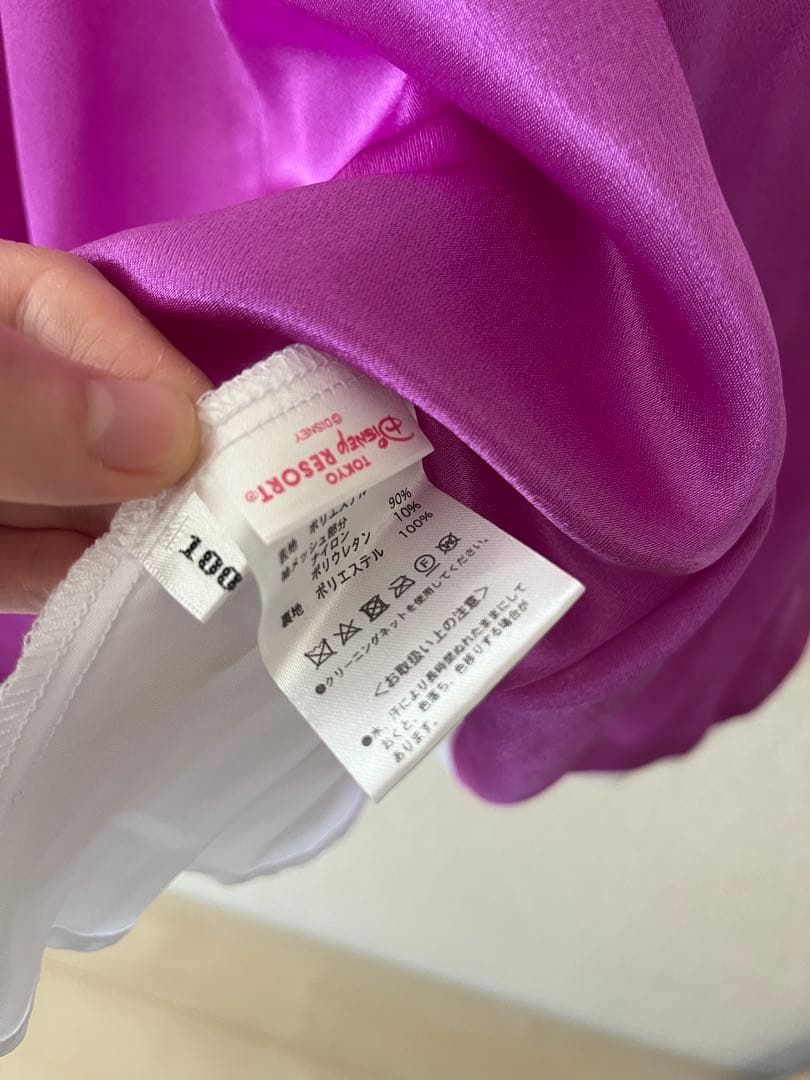 TOKYO
DISNEY RESORT®
©DISNEY
表地 ポリエステル
袖メッシュ部分
ナイロン 90%
ポリウレタン 10%
裏地 ポリエステル 100%
●クリーニングネットを使用してください。
＜お取扱い上の注意＞
●水、汗により長時間ぬれたままにして
おくと、色落ち、色移りする場合が
あります。